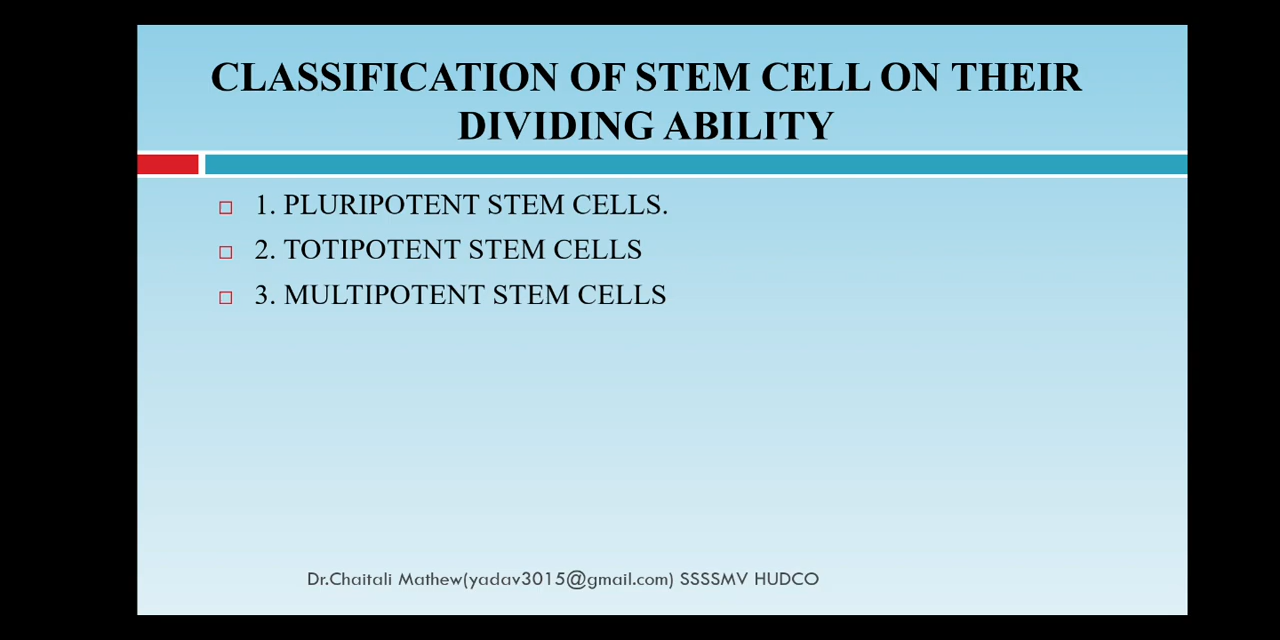 CLASSIFICATION OF STEM CELL ON THEIR
DIVIDING ABILITY
1. PLURIPOTENT STEM CELLS.
2. TOTIPOTENT STEM CELLS
3. MULTIPOTENT STEM CELLS
Dr.Chaitali Mathew(yadav3015@gmail.com) SSSSMV HUDCO